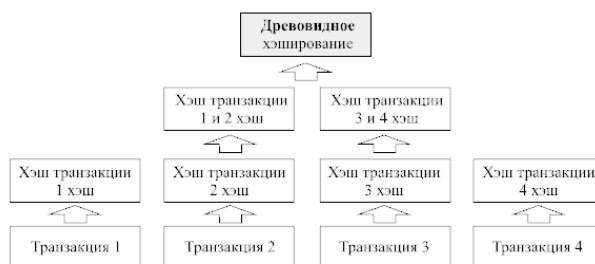 Древовидное
хэширование
Хэш транзакции
1 и 2 хэш
Хэш транзакции
3 и 4 хэш
Хэш транзакции
1 хэш
Хэш транзакции
2 хэш
Хэш транзакции
3 хэш
Хэш транзакции
4 хэш
Транзакция 1
Транзакция 2
Транзакция 3
Транзакция 4